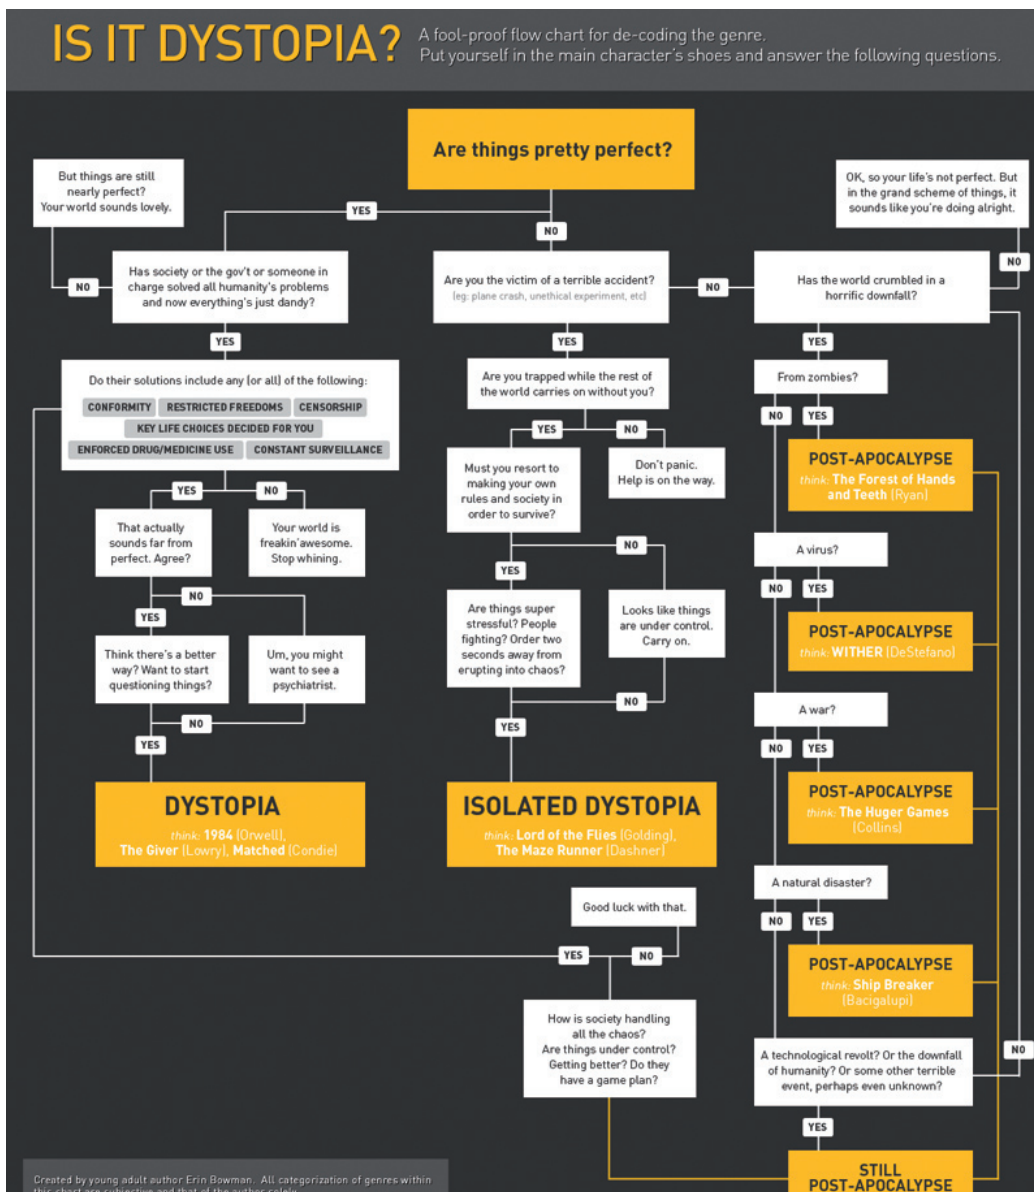 IS IT DYSTOPIA?
A fool-proof flow chart for de-coding the genre.
Put yourself in the main character's shoes and answer the following questions.
Are things pretty perfect?
But things are still
nearly perfect?
Your world sounds lovely.
OK, so your life's not perfect. But
in the grand scheme of things, it
sounds like you're doing alright.
YES
NO
NO
Has society or the gov't or someone in
charge solved all humanity's problems
and now everything's just dandy?
Are you the victim of a terrible accident?
(eg: plane crash, unethical experiment, etc)
NO
Has the world crumbled in a
horrific downfall?
NO
YES
YES
YES
Do their solutions include any (or all) of the following:
CONFORMITY
RESTRICTED FREEDOMS
CENSORSHIP
KEY LIFE CHOICES DECIDED FOR YOU
ENFORCED DRUG/MEDICINE USE
CONSTANT SURVEILLANCE
Are you trapped while the rest of
the world carries on without you?
From zombies?
YES
NO
YES
NO
NO
YES
That actually
sounds far from
perfect. Agree?
Your world is
freakin'awesome.
Stop whining.
Must you resort to
making your own
rules and society in
order to survive?
Don't panic.
Help is on the way.
POST-APOCALYPSE
think: The Forest of Hands
and Teeth (Ryan)
NO
YES
NO
YES
A virus?
NO
YES
Think there's a better
way? Want to start
questioning things?
Um, you might
want to see a
psychiatrist.
Are things super
stressful? People
fighting? Order two
seconds away from
erupting into chaos?
Looks like things
are under control.
Carry on.
POST-APOCALYPSE
think: WITHER (DeStefano)
NO
YES
NO
YES
A war?
NO
YES
DYSTOPIA
think: 1984 (Orwell),
The Giver (Lowry), Matched (Condie)
ISOLATED DYSTOPIA
think: Lord of the Flies (Golding),
The Maze Runner (Dashner)
POST-APOCALYPSE
think: The Huger Games
(Collins)
A natural disaster?
NO
YES
Good luck with that.
YES
NO
POST-APOCALYPSE
think: Ship Breaker
(Bacigalupi)
How is society handling
all the chaos?
Are things under control?
Getting better? Do they
have a game plan?
A technological revolt? Or the downfall
of humanity? Or some other terrible
event, perhaps even unknown?
NO
YES
STILL
POST-APOCALYPSE
Created by young adult author Erin Bowman. All categorization of genres within
this chart are subjective and that of the author solely.